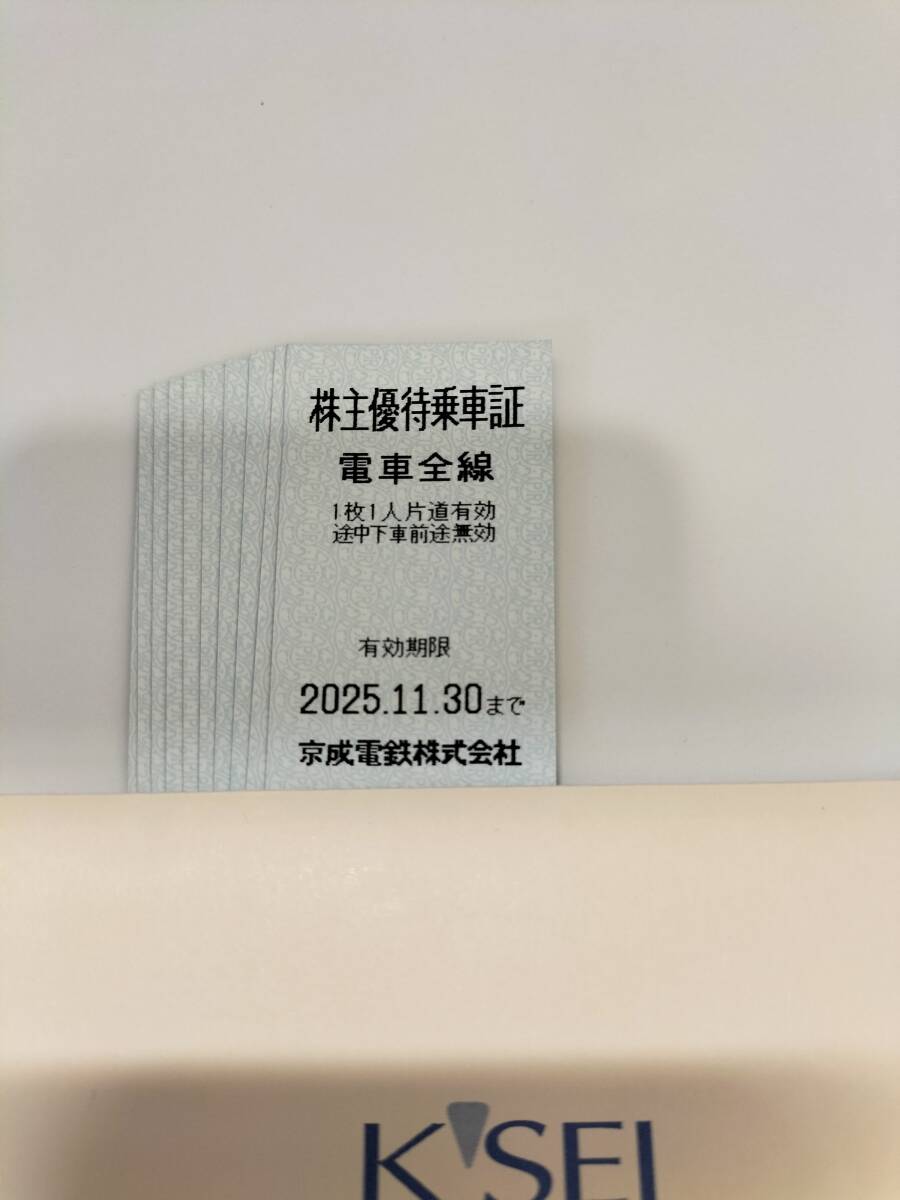 株主優待乗車証
電車全線
1枚1人片道有効
途中下車前途無効
有効期限
2025.11.30まで
京成電鉄株式会社
K'SEI